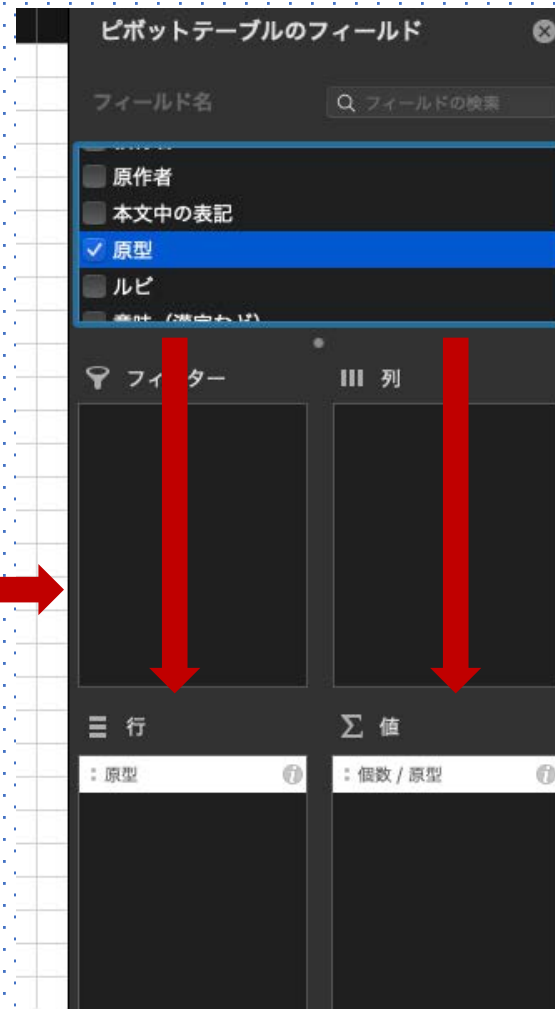 ピボットテーブルのフィールド
フィールド名
フィールドの検索
原作者
本文中の表記
原型
ルビ
フィ ター
列
行
値
原型
個数 / 原型